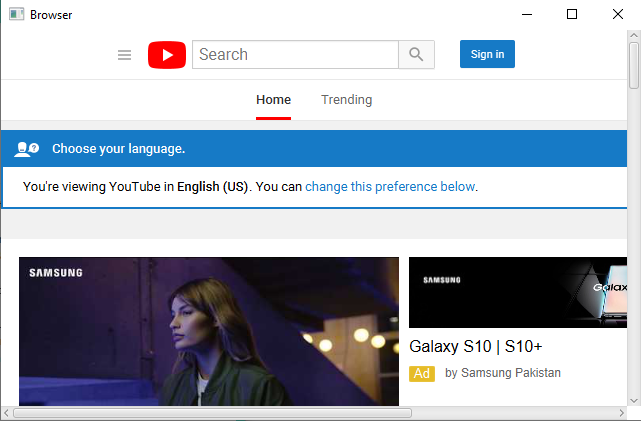 Browser
Search
Sign in
Home Trending
Choose your language.
You're viewing YouTube in English (US). You can change this preference below.
SAMSUNG
SAMSUNG
Galax
Galaxy S10 | S10+
Ad by Samsung Pakistan